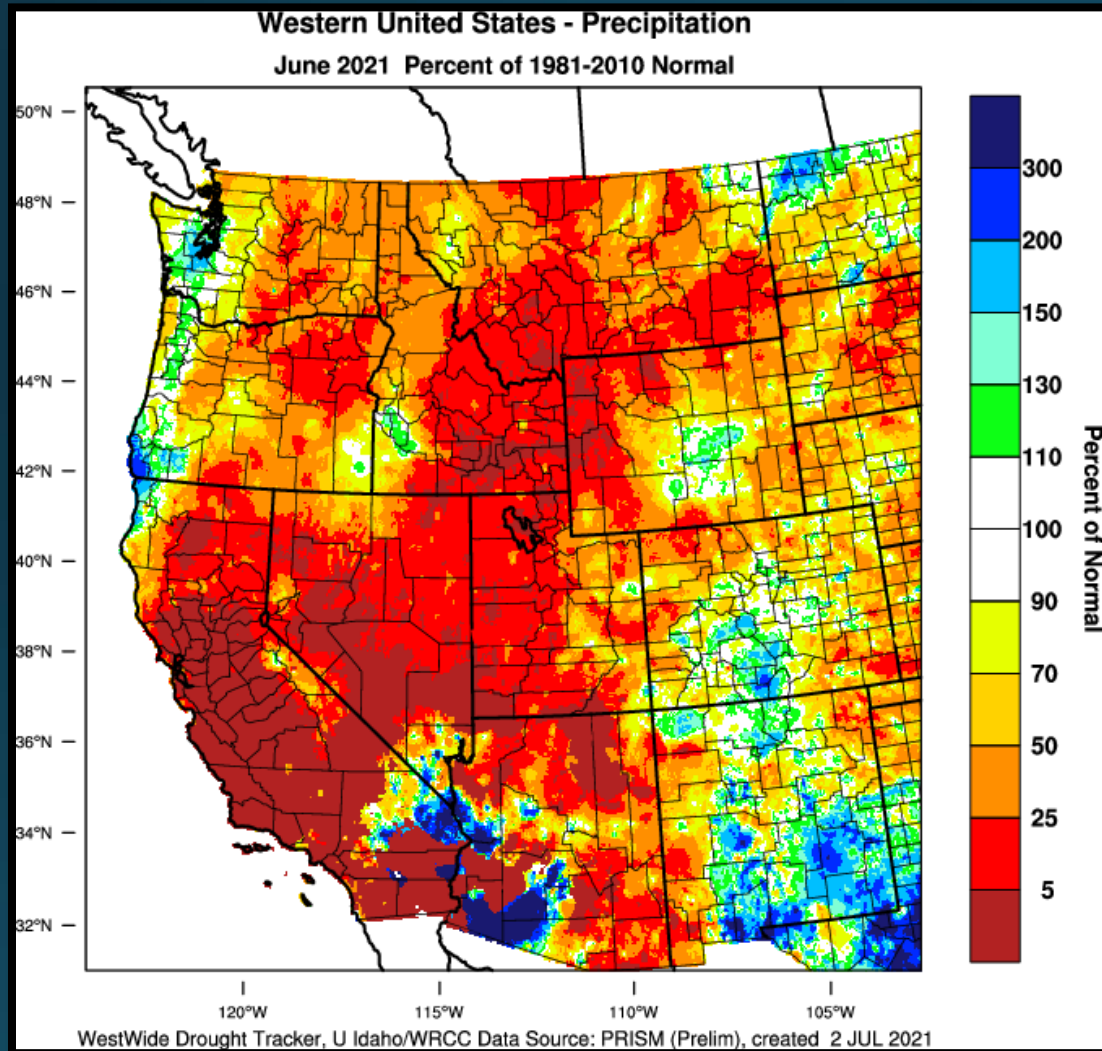 Western United States - Precipitation
June 2021 Percent of 1981-2010 Normal
50°N
48°N
46°N
44°N
42°N
40°N
38°N
36°N
34°N
32°N
120°W
115°W
110°W
105°W
300
200
150
130
110
100
90
70
50
25
5
Percent of Normal
WestWide Drought Tracker, U Idaho/WRCC Data Source: PRISM (Prelim), created 2 JUL 2021